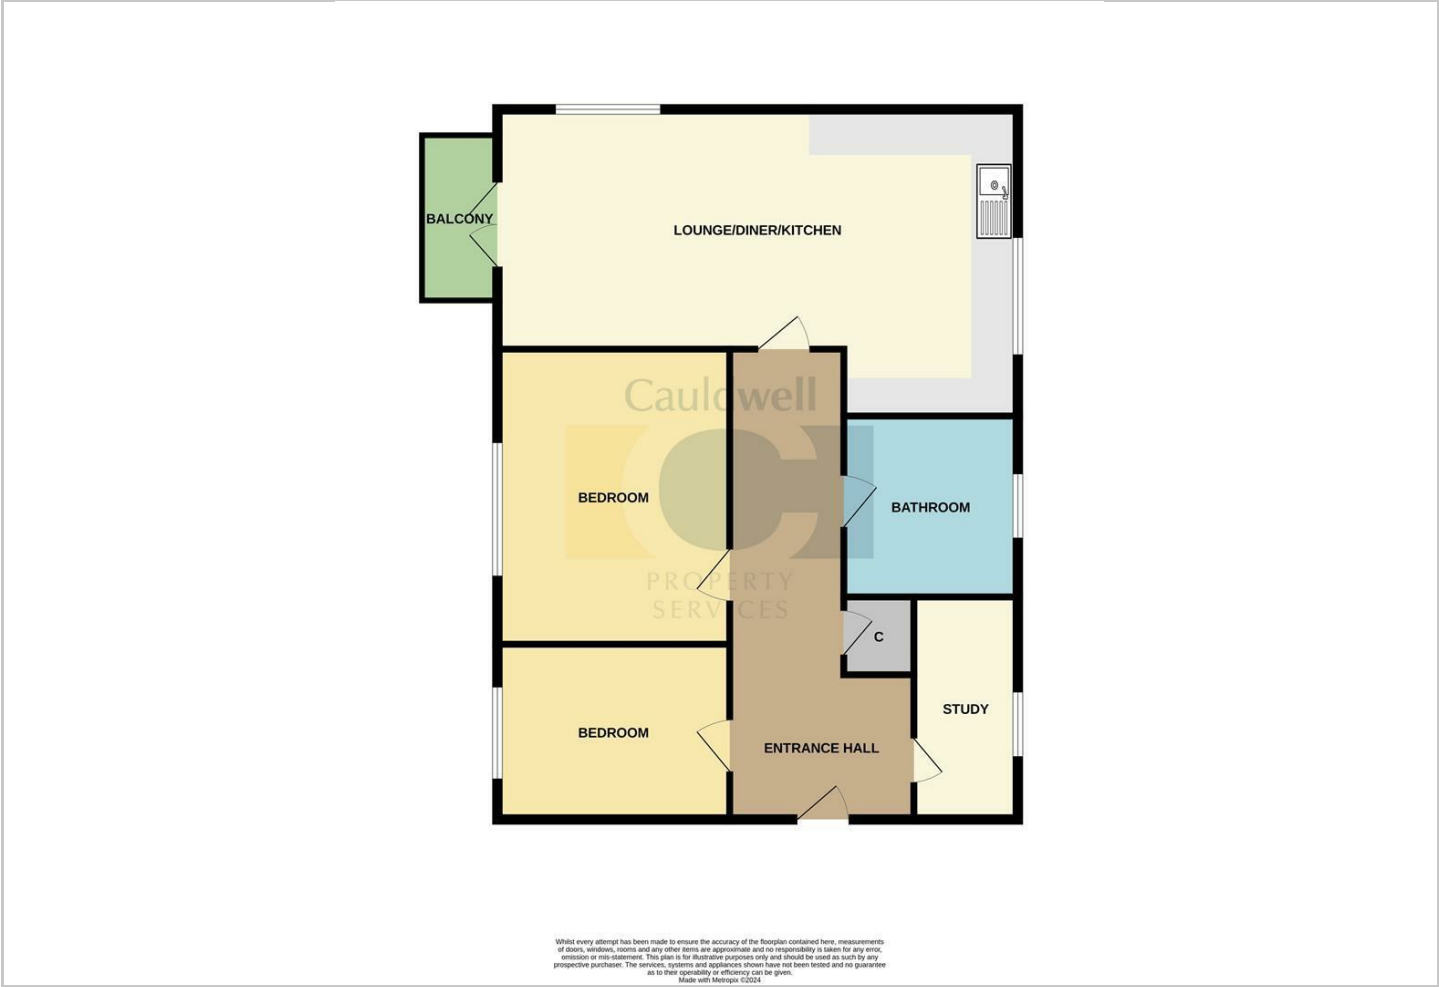 BALCONY
LOUNGE/DINER/KITCHEN
Cauldwell
BEDROOM
BATHROOM
PROPERTY
SERVICES
C
STUDY
BEDROOM
ENTRANCE HALL
Whilst every attempt has been made to ensure the accuracy of the floorplan contained here, measurements
of doors, windows, rooms and any other items are approximate and no responsibility is taken for any error,
omission or mis-statement. This plan is for illustrative purposes only and should be used as such by any
prospective purchaser. The services, systems and appliances shown have not been tested and no guarantee
as to their operability or efficiency can be given.
Made with Metropix ©2024